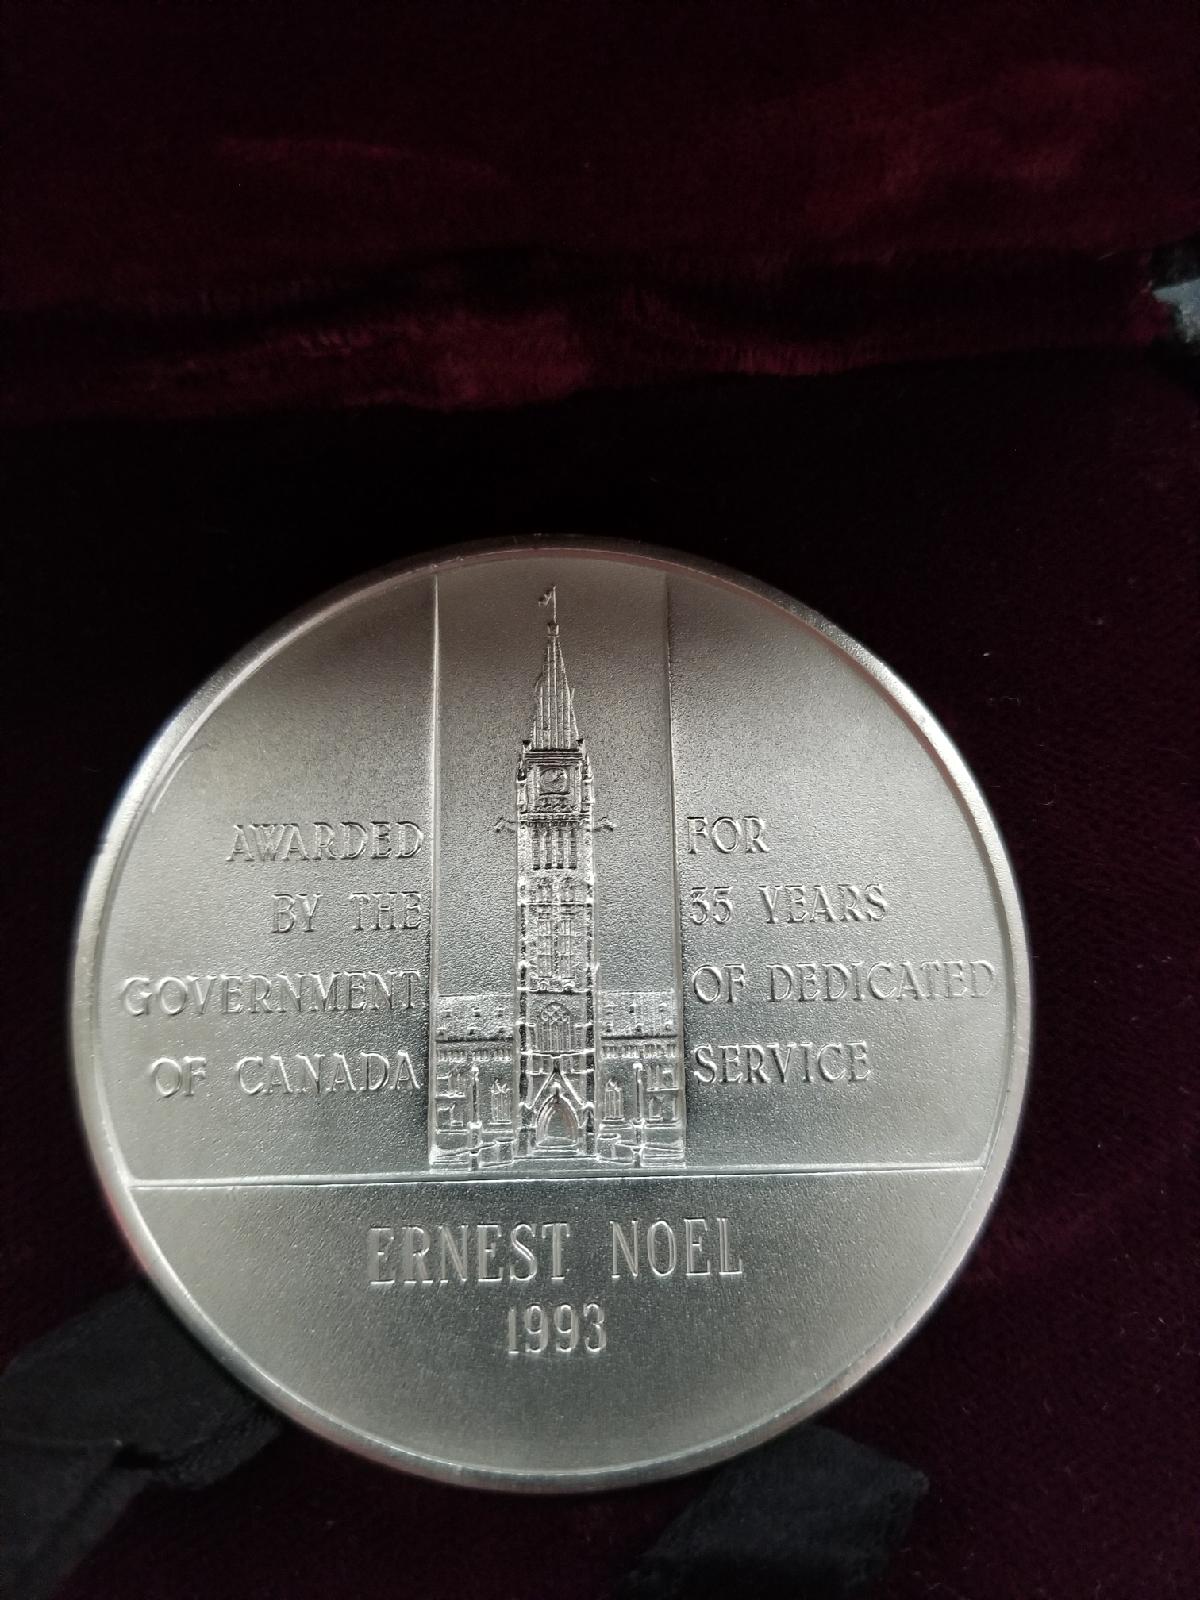 AWARDED
BY THE
GOVERNMENT
OF CANADA
FOR
35 YEARS
OF DEDICATED
SERVICE
ERNEST NOEL
1993